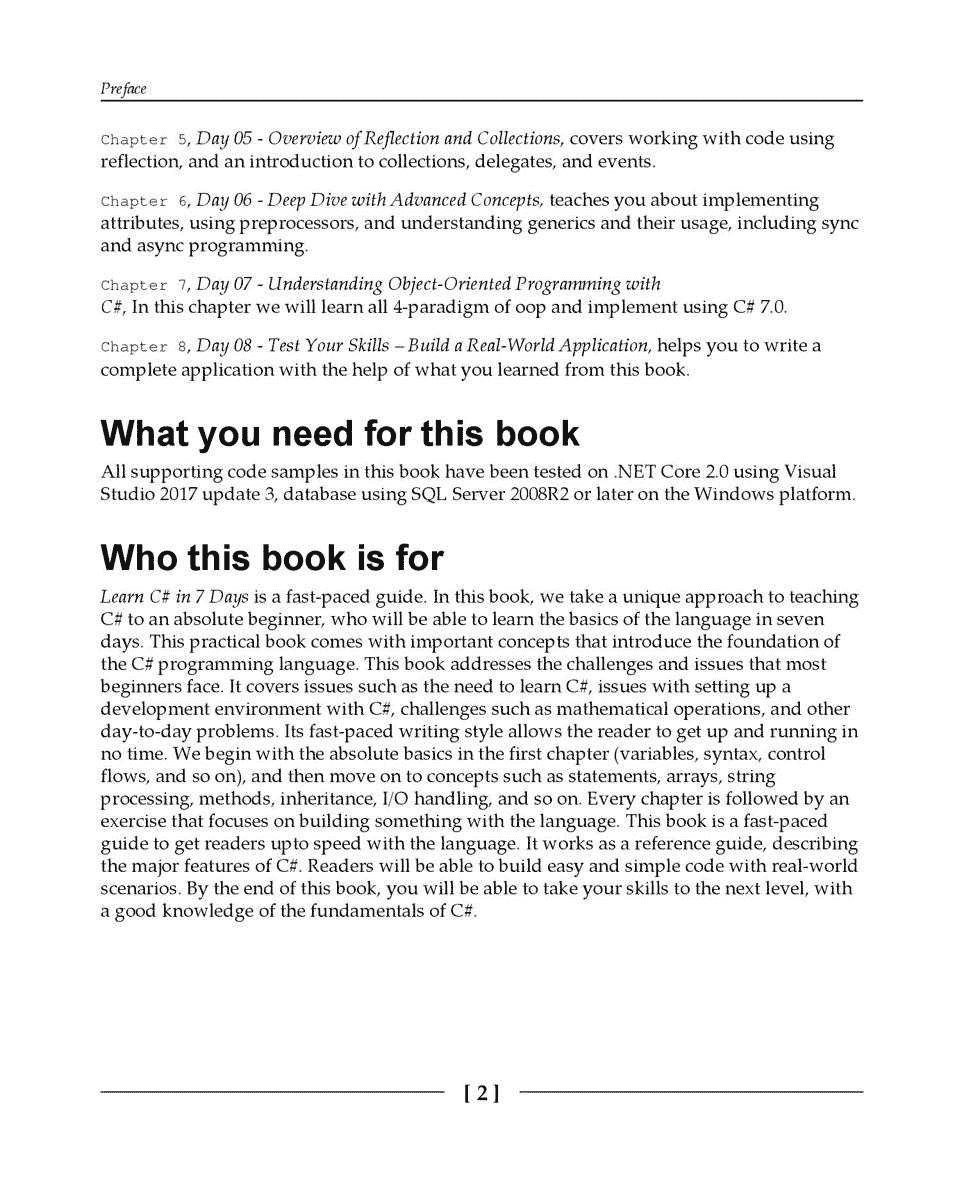 Preface
Chapter 5, Day 05 - Overview of Reflection and Collections, covers working with code using
reflection, and an introduction to collections, delegates, and events.
Chapter 6, Day 06 - Deep Dive with Advanced Concepts, teaches you about implementing
attributes, using preprocessors, and understanding generics and their usage, including sync
and async programming.
Chapter 7, Day 07 - Understanding Object-Oriented Programming with
C#, In this chapter we will learn all 4-paradigm of oop and implement using C# 7.0.
Chapter 8, Day 08 - Test Your Skills – Build a Real-World Application, helps you to write a
complete application with the help of what you learned from this book.
What you need for this book
All supporting code samples in this book have been tested on .NET Core 2.0 using Visual
Studio 2017 update 3, database using SQL Server 2008R2 or later on the Windows platform.
Who this book is for
Learn C# in 7 Days is a fast-paced guide. In this book, we take a unique approach to teaching
C# to an absolute beginner, who will be able to learn the basics of the language in seven
days. This practical book comes with important concepts that introduce the foundation of
the C# programming language. This book addresses the challenges and issues that most
beginners face. It covers issues such as the need to learn C#, issues with setting up a
development environment with C#, challenges such as mathematical operations, and other
day-to-day problems. Its fast-paced writing style allows the reader to get up and running in
no time. We begin with the absolute basics in the first chapter (variables, syntax, control
flows, and so on), and then move on to concepts such as statements, arrays, string
processing, methods, inheritance, I/O handling, and so on. Every chapter is followed by an
exercise that focuses on building something with the language. This book is a fast-paced
guide to get readers upto speed with the language. It works as a reference guide, describing
the major features of C#. Readers will be able to build easy and simple code with real-world
scenarios. By the end of this book, you will be able to take your skills to the next level, with
a good knowledge of the fundamentals of C#.
[ 2 ]